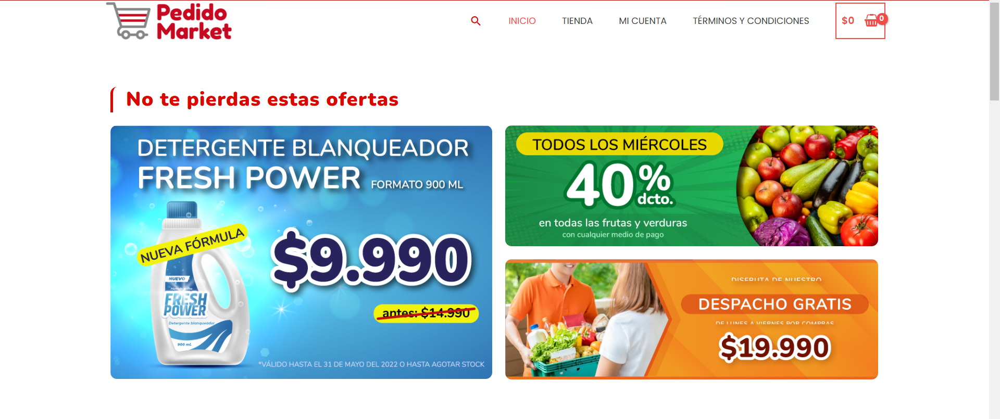 Pedido
Market
INICIO
TIENDA
MI CUENTA
TÉRMINOS Y CONDICIONES
$0
0
No te pierdas estas ofertas
DETERGENTE BLANQUEADOR
FRESH POWER FORMATO 900 ML
NUEVA FÓRMULA
NUEVO
Fórmula activa
FRESH
POWER
Detergente blanqueador
900 ml.
$9.990
antes: $14.990
*VÁLIDO HASTA EL 31 DE MAYO DEL 2022 O HASTA AGOTAR STOCK
TODOS LOS MIÉRCOLES
40%
dcto.
en todas las frutas y verduras
con cualquier medio de pago
DISFRUTA DE NUESTRO
DESPACHO GRATIS
DE LUNES A VIERNES POR COMPRAS
$19.990